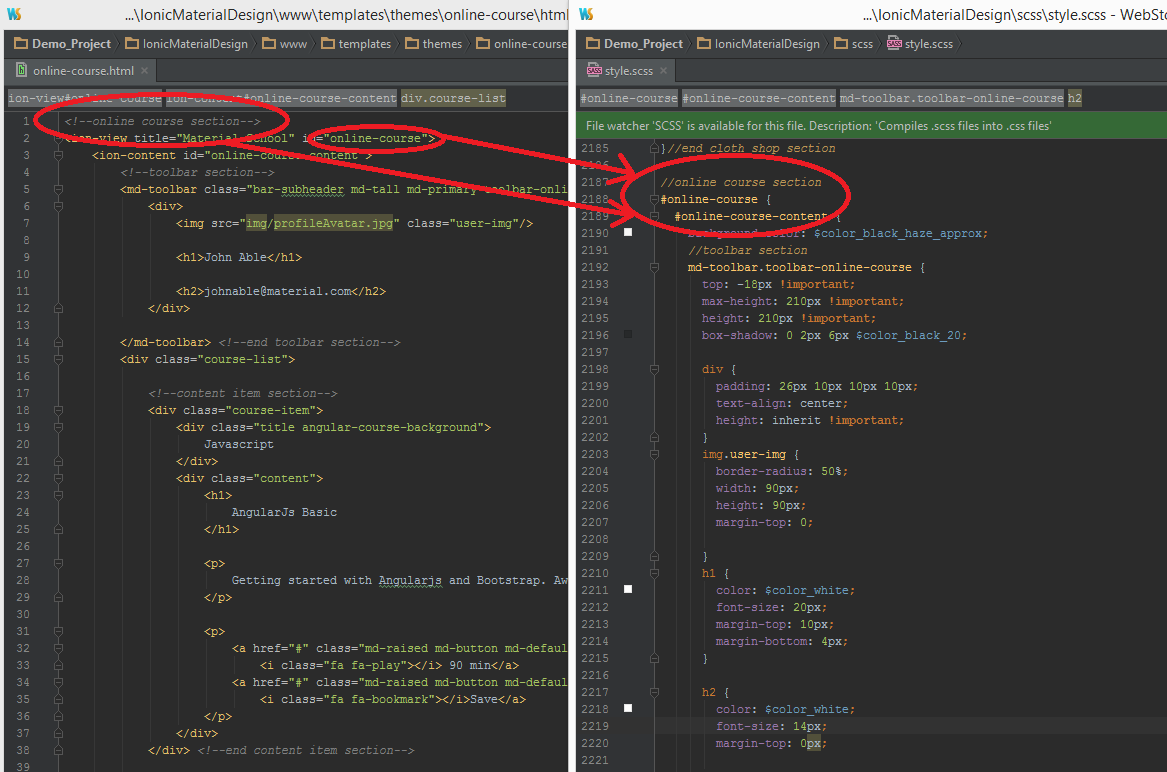 ...\IonicMaterialDesign\www\templates\themes\online-course\html
Demo_Project IonicMaterialDesign www templates themes online-course
online-course.html
ion-view#online-course ion-content#online-course-content div.course-list
1 <!--online course section-->
2 <ion-view title="Material School" id="online-course">
3 <ion-content id="online-course-content">
4 <!--toolbar section-->
5 <md-toolbar class="bar-subheader md-tall md-primary-toolbar-onli
6 <div>
7 <img src="img/profileAvatar.jpg" class="user-img"/>
8
9 <h1>John Able</h1>
10
11 <h2>johnable@material.com</h2>
12 </div>
13
14 </md-toolbar> <!--end toolbar section-->
15 <div class="course-list">
16
17 <!--content item section-->
18 <div class="course-item">
19 <div class="title angular-course-background">
20 Javascript
21 </div>
22 <div class="content">
23 <h1>
24 AngularJs Basic
25 </h1>
26
27 <p>
28 Getting started with Angularjs and Bootstrap. Aw
29 </p>
30
31 <p>
32 <a href="#" class="md-raised md-button md-defau
33 <i class="fa fa-play"></i> 90 min</a>
34 <a href="#" class="md-raised md-button md-defau
35 <i class="fa fa-bookmark"></i>Save</a>
36 </p>
37 </div>
38 </div> <!--end content item section-->
39
...\IonicMaterialDesign\scss\style.scss - WebSto
Demo_Project IonicMaterialDesign scss style.scss
style.scss
#online-course #online-course-content md-toolbar.toolbar-online-course h2
File watcher 'SCSS' is available for this file. Description: 'Compiles .scss files into .css files'
2185 }//end cloth shop section
2186
2187 //online course section
2188 #online-course {
2189 #online-course-content {
2190 background-color: $color_black_haze_approx;
2191 //toolbar section
2192 md-toolbar.toolbar-online-course {
2193 top: -18px !important;
2194 max-height: 210px !important;
2195 height: 210px !important;
2196 box-shadow: 0 2px 6px $color_black_20;
2197
2198 div {
2199 padding: 26px 10px 10px 10px;
2200 text-align: center;
2201 height: inherit !important;
2202 }
2203 img.user-img {
2204 border-radius: 50%;
2205 width: 90px;
2206 height: 90px;
2207 margin-top: 0;
2208
2209 }
2210 h1 {
2211 color: $color_white;
2212 font-size: 20px;
2213 margin-top: 10px;
2214 margin-bottom: 4px;
2215 }
2216
2217 h2 {
2218 color: $color_white;
2219 font-size: 14px;
2220 margin-top: 0px;
2221